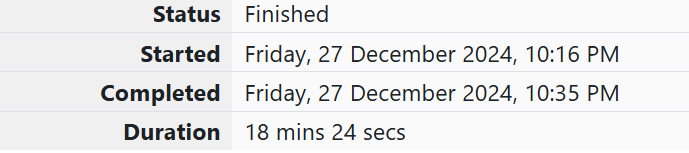 Status Finished
Started Friday, 27 December 2024, 10:16 PM
Completed Friday, 27 December 2024, 10:35 PM
Duration 18 mins 24 secs